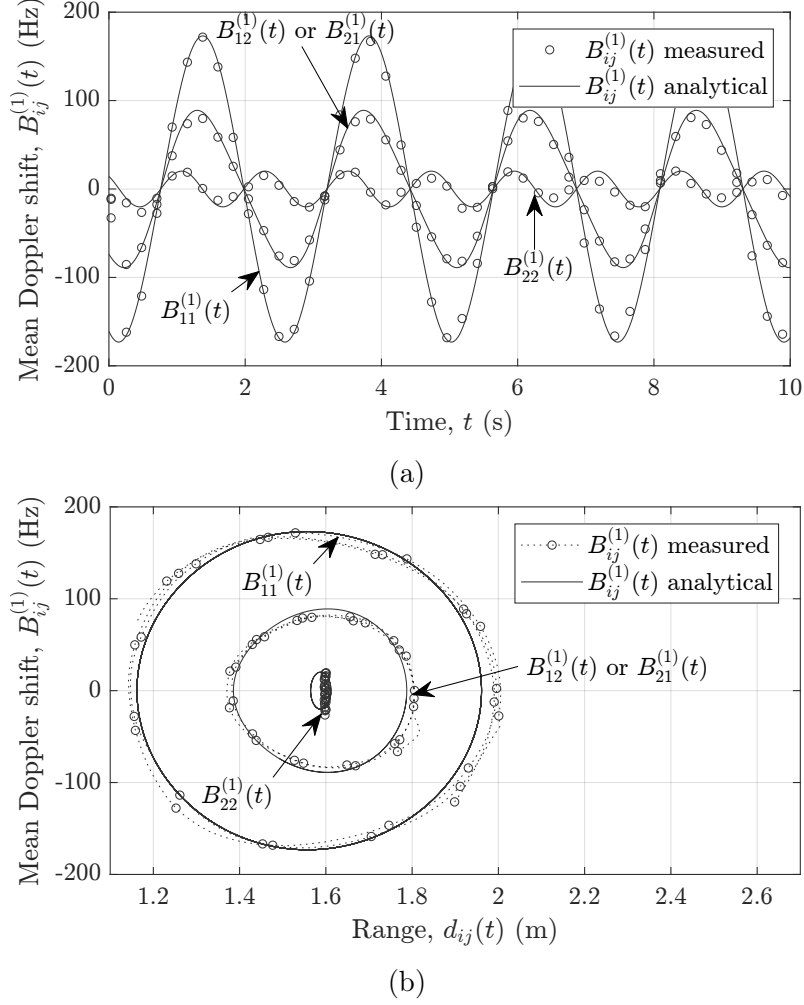 Mean Doppler shift, $B_{ij}^{(1)}(t)$ (Hz)
200
100
0
-100
-200
$B_{12}^{(1)}(t)$ or $B_{21}^{(1)}(t)$
$B_{ij}^{(1)}(t)$ measured
$B_{ij}^{(1)}(t)$ analytical
$B_{22}^{(1)}(t)$
$B_{11}^{(1)}(t)$
0 2 4 6 8 10
Time, $t$ (s)
(a)
Mean Doppler shift, $B_{ij}^{(1)}(t)$ (Hz)
200
100
0
-100
-200
$B_{ij}^{(1)}(t)$ measured
$B_{ij}^{(1)}(t)$ analytical
$B_{11}^{(1)}(t)$
$B_{12}^{(1)}(t)$ or $B_{21}^{(1)}(t)$
$B_{22}^{(1)}(t)$
1.2 1.4 1.6 1.8 2 2.2 2.4 2.6
Range, $d_{ij}(t)$ (m)
(b)